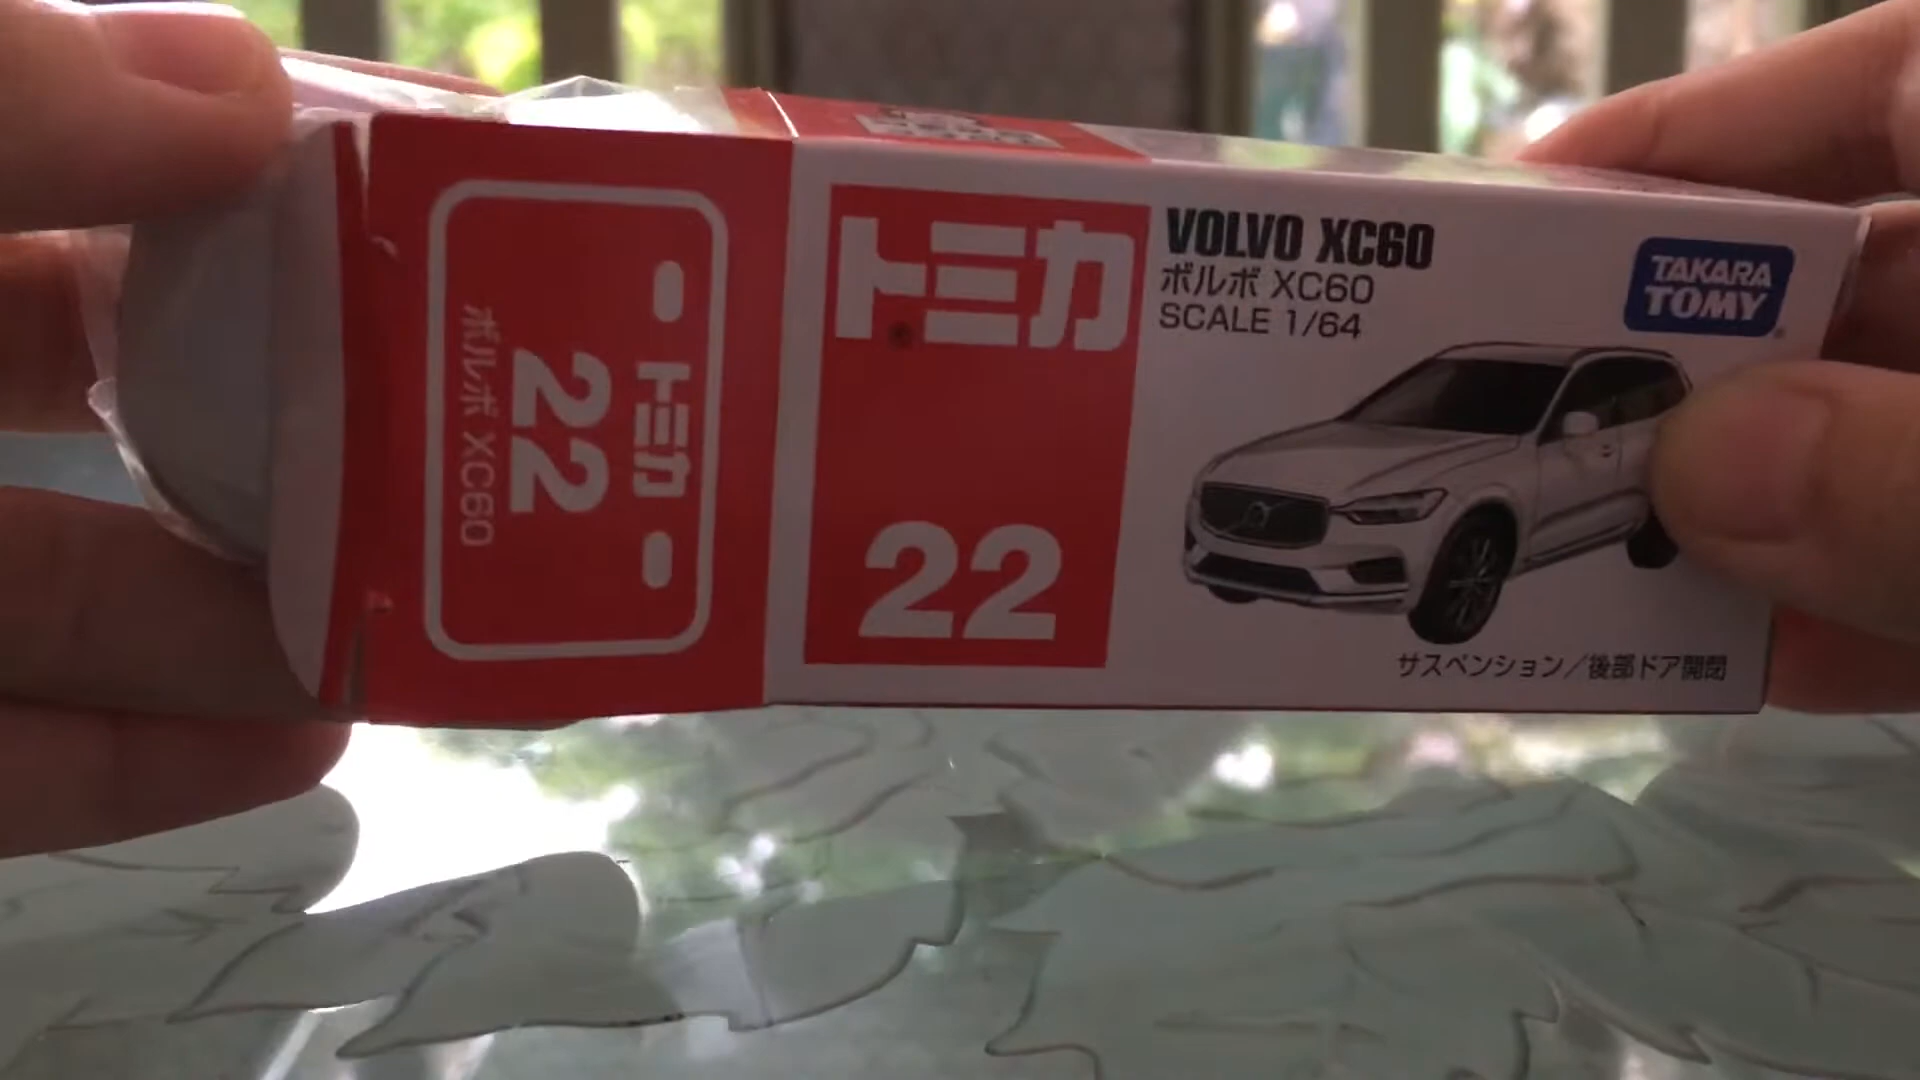 トミカ
22
ボルボ XC60
トミカ
22
VOLVO XC60
ボルボ XC60
SCALE 1/64
TAKARA
TOMY
サスペンション／後部ドア開閉